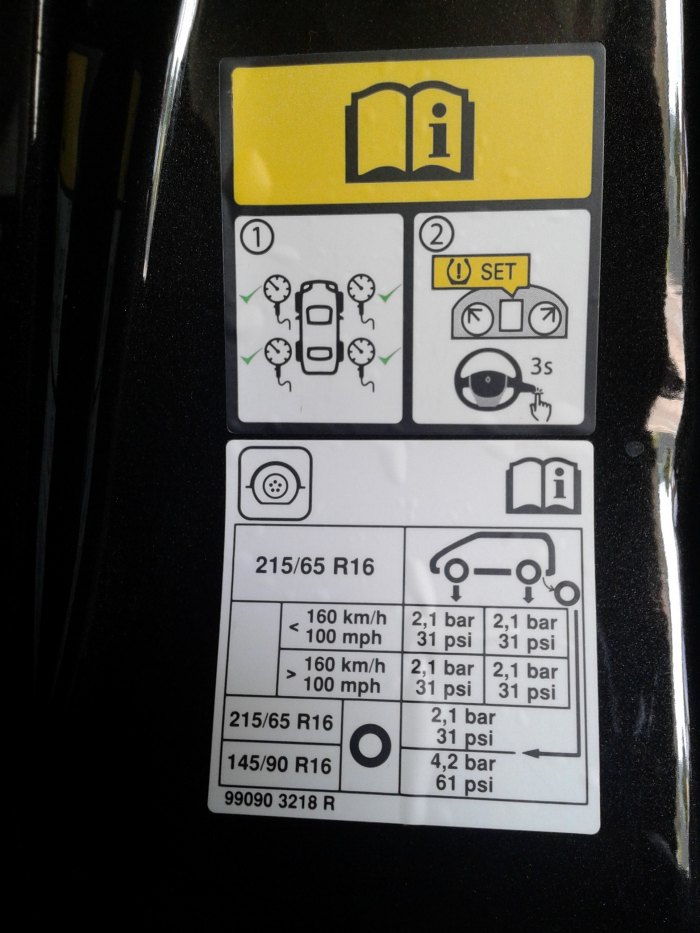 i
1
2
(!) SET
3s
i
215/65 R16
< 160 km/h
100 mph
2,1 bar
31 psi
2,1 bar
31 psi
> 160 km/h
100 mph
2,1 bar
31 psi
2,1 bar
31 psi
215/65 R16
2,1 bar
31 psi
145/90 R16
4,2 bar
61 psi
99090 3218 R